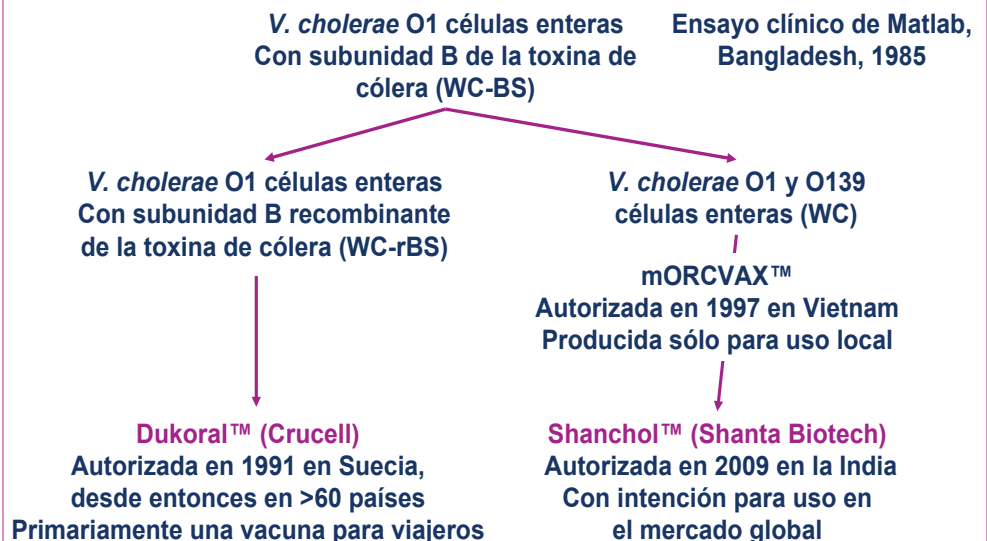 V. cholerae O1 células enteras
Con subunidad B de la toxina de
cólera (WC-BS)
Ensayo clínico de Matlab,
Bangladesh, 1985
V. cholerae O1 células enteras
Con subunidad B recombinante
de la toxina de cólera (WC-rBS)
V. cholerae O1 y O139
células enteras (WC)
mORCVAX™
Autorizada en 1997 en Vietnam
Producida sólo para uso local
Dukoral™ (Crucell)
Autorizada en 1991 en Suecia,
desde entonces en >60 países
Primariamente una vacuna para viajeros
Shanchol™ (Shanta Biotech)
Autorizada en 2009 en la India
Con intención para uso en
el mercado global